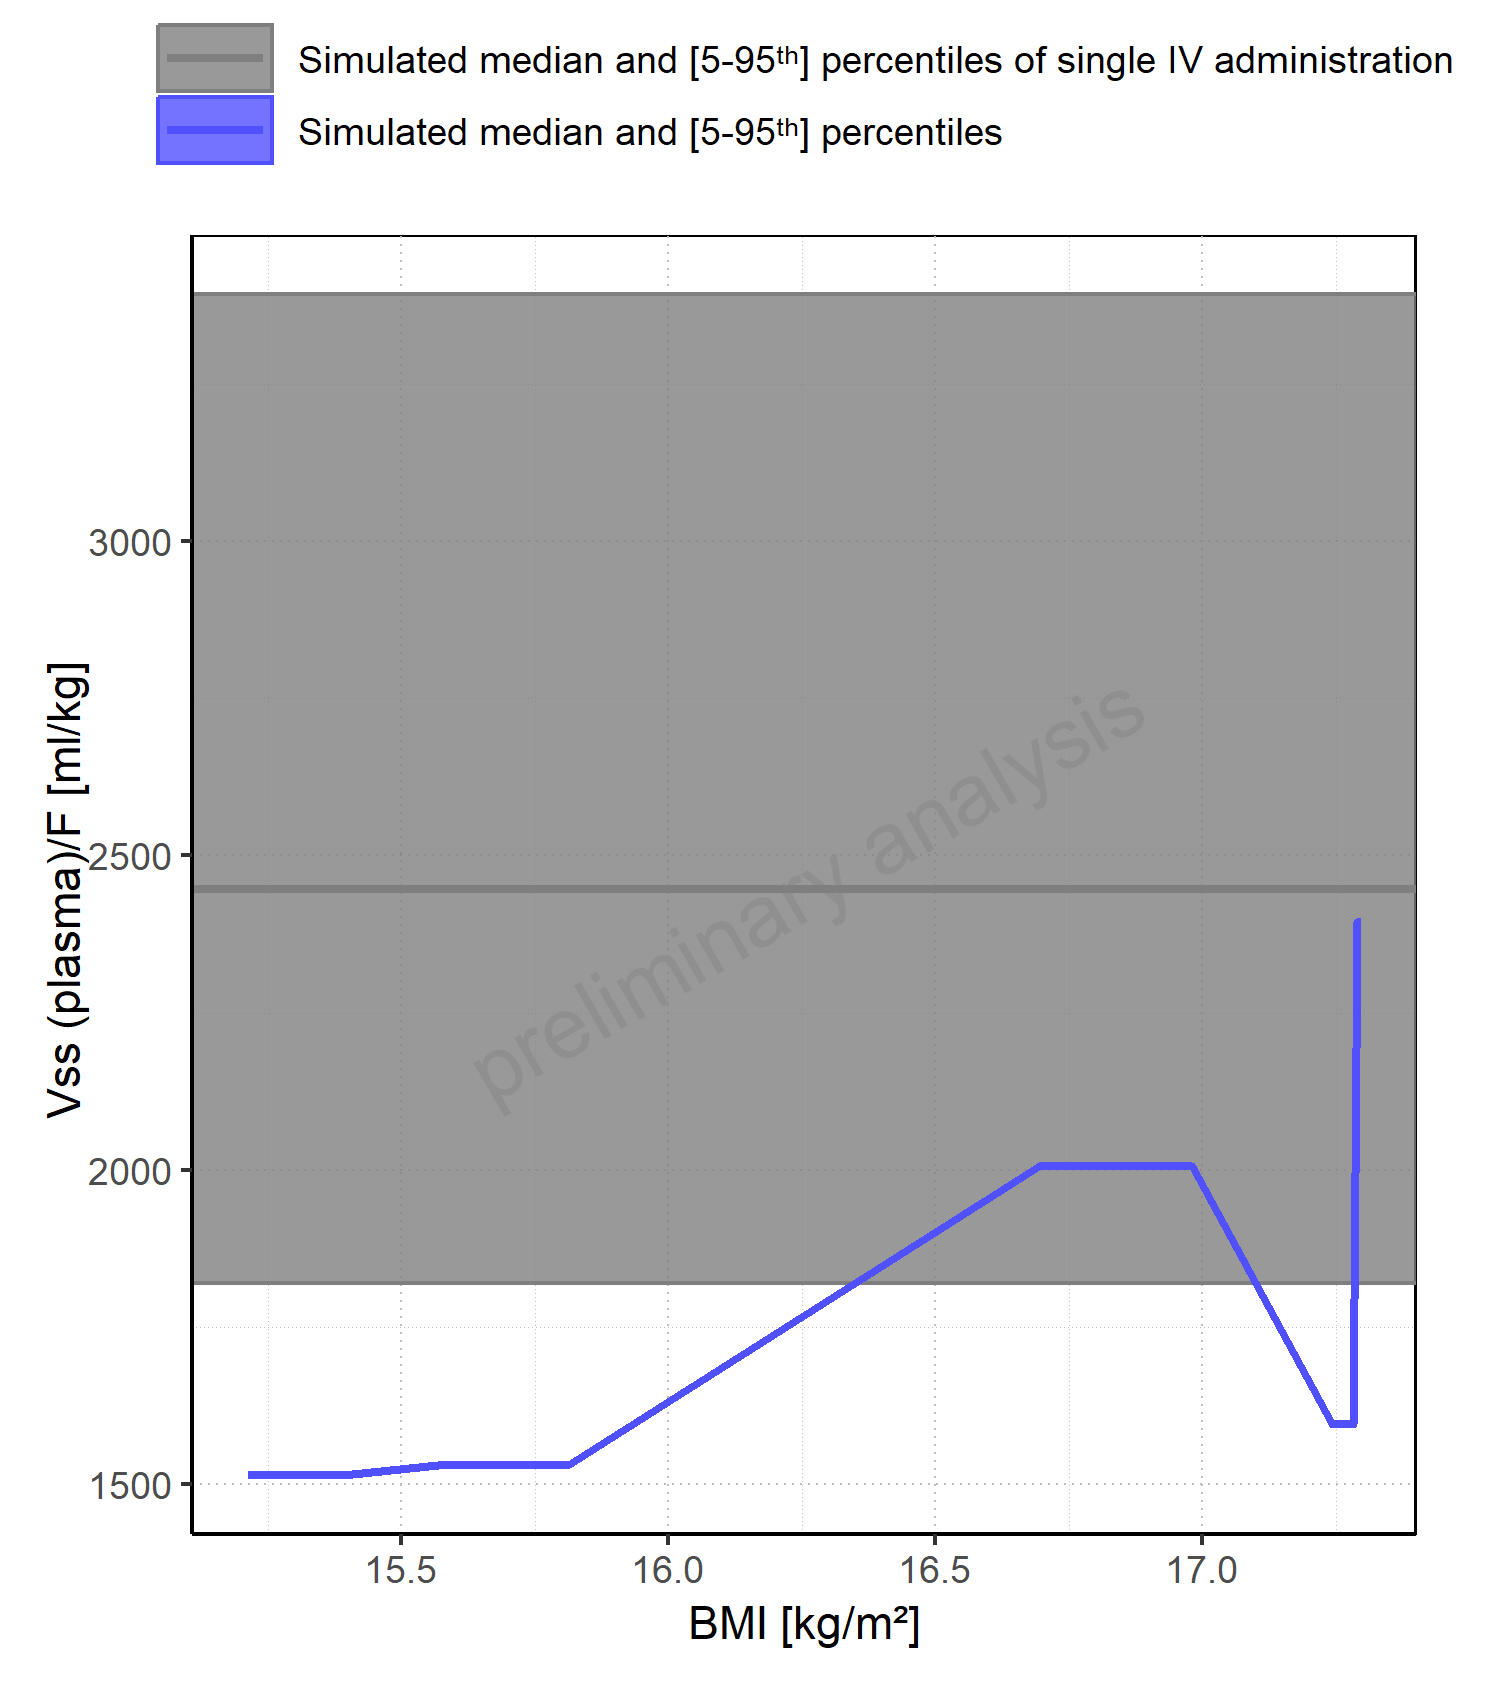 Simulated median and [5-95ᵗʰ] percentiles of single IV administration
Simulated median and [5-95ᵗʰ] percentiles
Vss (plasma)/F [ml/kg]
3000
2500
2000
1500
preliminary analysis
15.5 16.0 16.5 17.0
BMI [kg/m²]